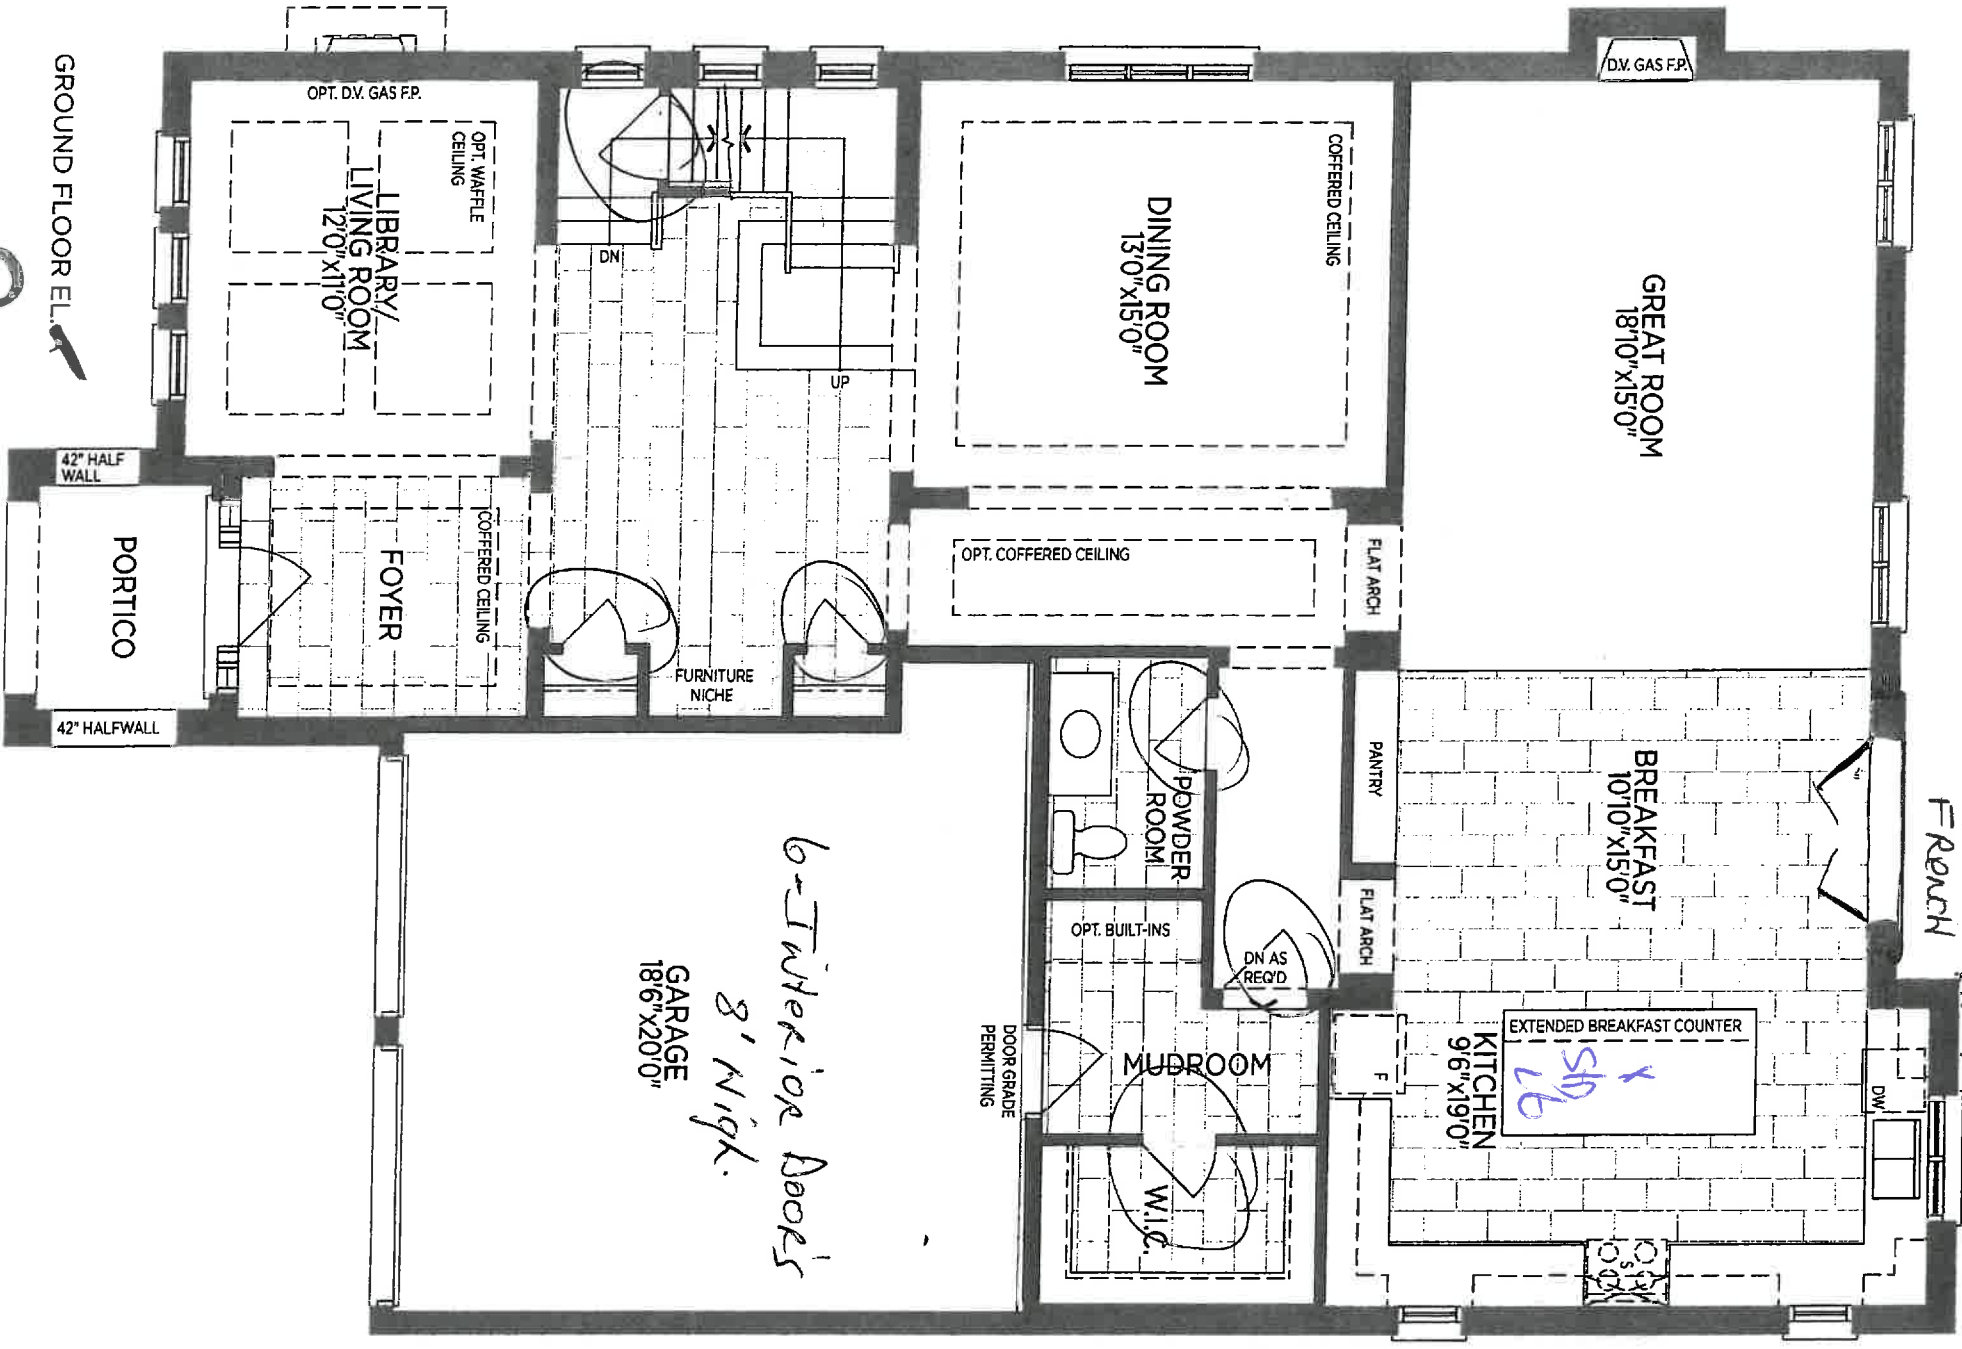 GROUND FLOOR EL.
OPT. D.V. GAS F.P.
OPT. WAFFLE
CEILING
LIBRARY/
LIVING ROOM
12'0"x11'0"
DN
UP
COFFERED CEILING
DINING ROOM
13'0"x15'0"
D.V. GAS F.P.
GREAT ROOM
18'10"x15'0"
42" HALF
WALL
PORTICO
42" HALFWALL
FOYER
COFFERED CEILING
FURNITURE
NICHE
OPT. COFFERED CEILING
FLAT ARCH
PANTRY
FLAT ARCH
POWDER
ROOM
BREAKFAST
10'10"x15'0"
FRENCH
OPT. BUILT-INS
DN AS
REQ'D
MUDROOM
DOOR GRADE
PERMITTING
W.I.C.
6-Interior Door's
8' High.
GARAGE
18'6"x20'0"
F
KITCHEN
9'6"x19'0"
EXTENDED BREAKFAST COUNTER
x
STD
DW
S